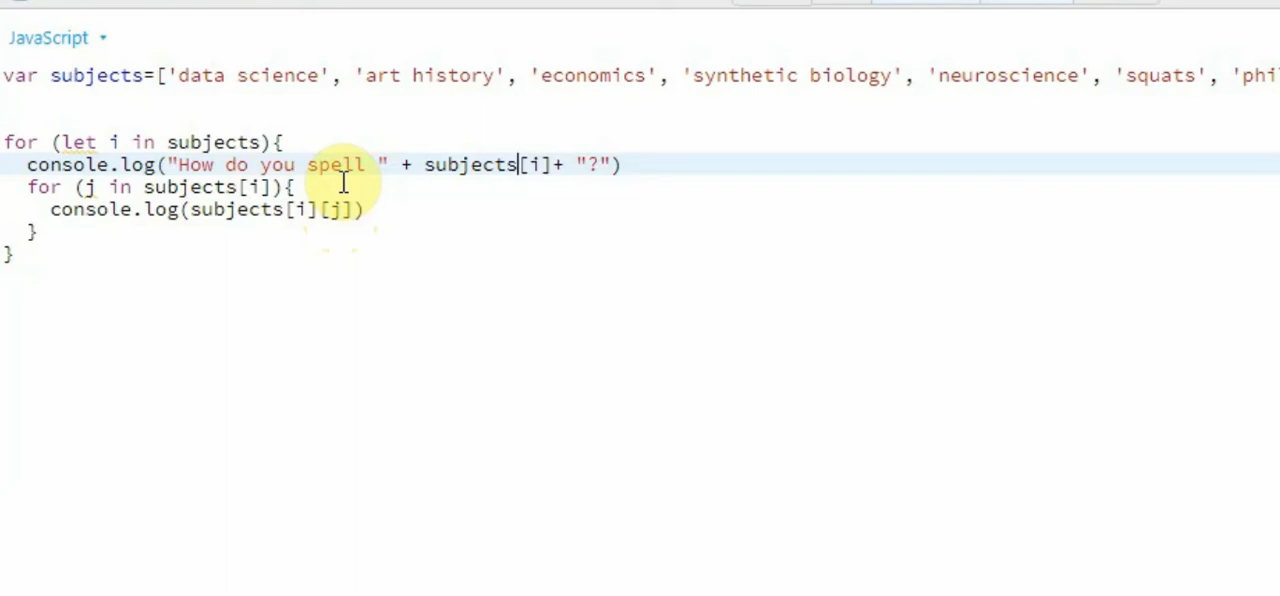 JavaScript
var subjects=['data science', 'art history', 'economics', 'synthetic biology', 'neuroscience', 'squats', 'phi
for (let i in subjects){
console.log("How do you spell " + subjects[i]+ "?")
for (j in subjects[i]){
console.log(subjects[i][j])
}
}